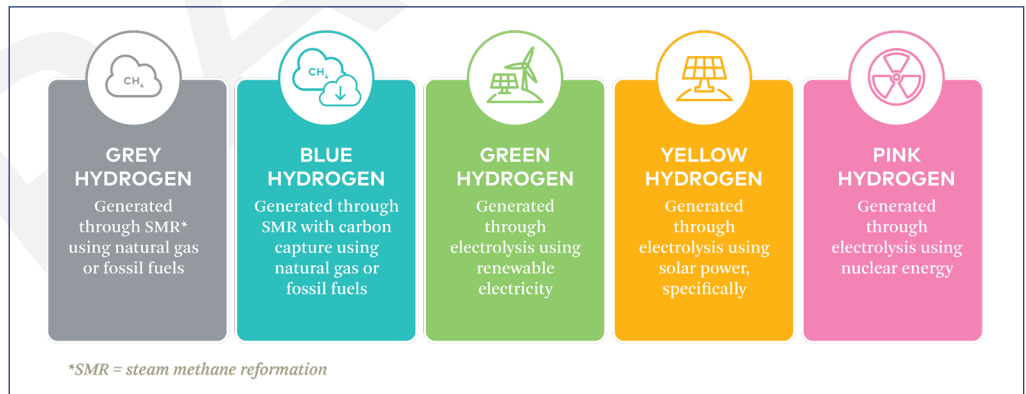 CH₄
GREY
HYDROGEN
Generated
through SMR*
using natural gas
or fossil fuels
CH₄
BLUE
HYDROGEN
Generated through
SMR with carbon
capture using
natural gas or
fossil fuels
GREEN
HYDROGEN
Generated
through
electrolysis using
renewable
electricity
YELLOW
HYDROGEN
Generated
through
electrolysis using
solar power,
specifically
PINK
HYDROGEN
Generated
through
electrolysis using
nuclear energy
*SMR = steam methane reformation